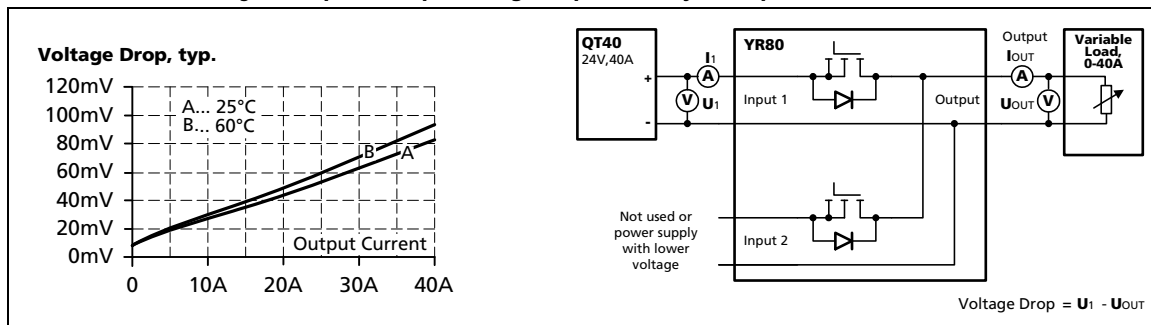 Voltage Drop, typ.
120mV
100mV
80mV
60mV
40mV
20mV
0mV
A... 25°C
B... 60°C
B
A
Output Current
0
10A
20A
30A
40A
QT40
24V,40A
+
-
I1
A
V
U1
YR80
Input 1
Output
Input 2
Not used or
power supply
with lower
voltage
Output
IOUT
A
UOUT
V
Variable
Load,
0-40A
Voltage Drop = U1 - UOUT